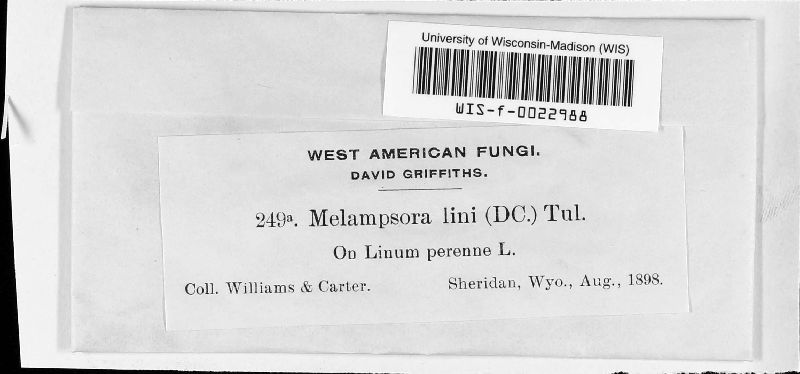 University of Wisconsin-Madison (WIS)
WIS-f-0022988
WEST AMERICAN FUNGI.
DAVID GRIFFITHS.
249a. Melampsora lini (DC.) Tul.
On Linum perenne L.
Coll. Williams & Carter. Sheridan, Wyo., Aug., 1898.